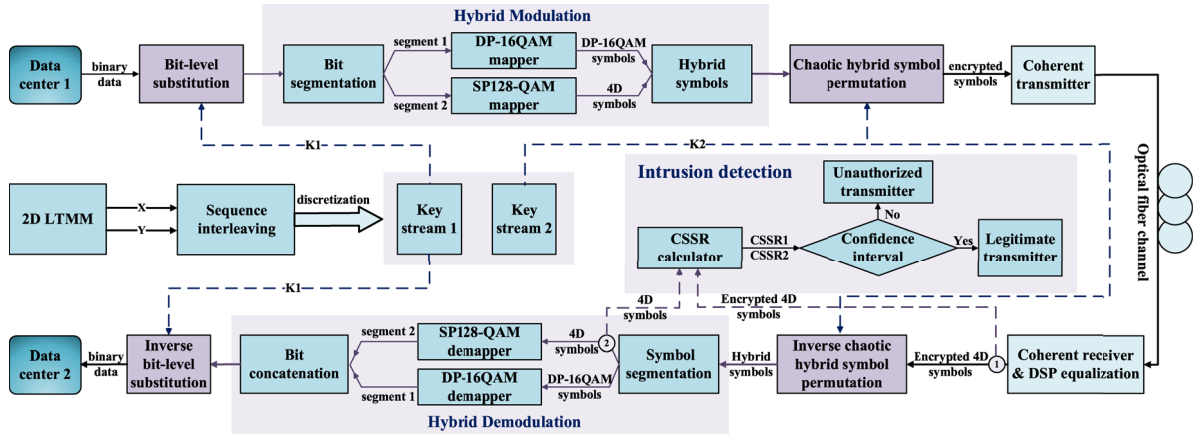 Hybrid Modulation
Data
center 1
binary
data
Bit-level
substitution
Bit
segmentation
segment 1
segment 2
DP-16QAM
mapper
SP128-QAM
mapper
DP-16QAM
symbols
4D
symbols
Hybrid
symbols
Chaotic hybrid symbol
permutation
encrypted
symbols
Coherent
transmitter
K1
K2
Optical fiber channel
2D LTMM
X
Y
Sequence
interleaving
discretization
Key
stream 1
Key
stream 2
Intrusion detection
Unauthorized
transmitter
No
CSSR
calculator
CSSR1
CSSR2
Confidence
interval
Yes
Legitimate
transmitter
K1
4D
symbols
Encrypted 4D
symbols
Data
center 2
binary
data
Inverse
bit-level
substitution
Bit
concatenation
segment 2
segment 1
SP128-QAM
demapper
DP-16QAM
demapper
4D
symbols
2
DP-16QAM
symbols
Symbol
segmentation
Hybrid
symbols
Inverse chaotic
hybrid symbol
permutation
Encrypted 4D
symbols
1
Coherent receiver
& DSP equalization
Hybrid Demodulation